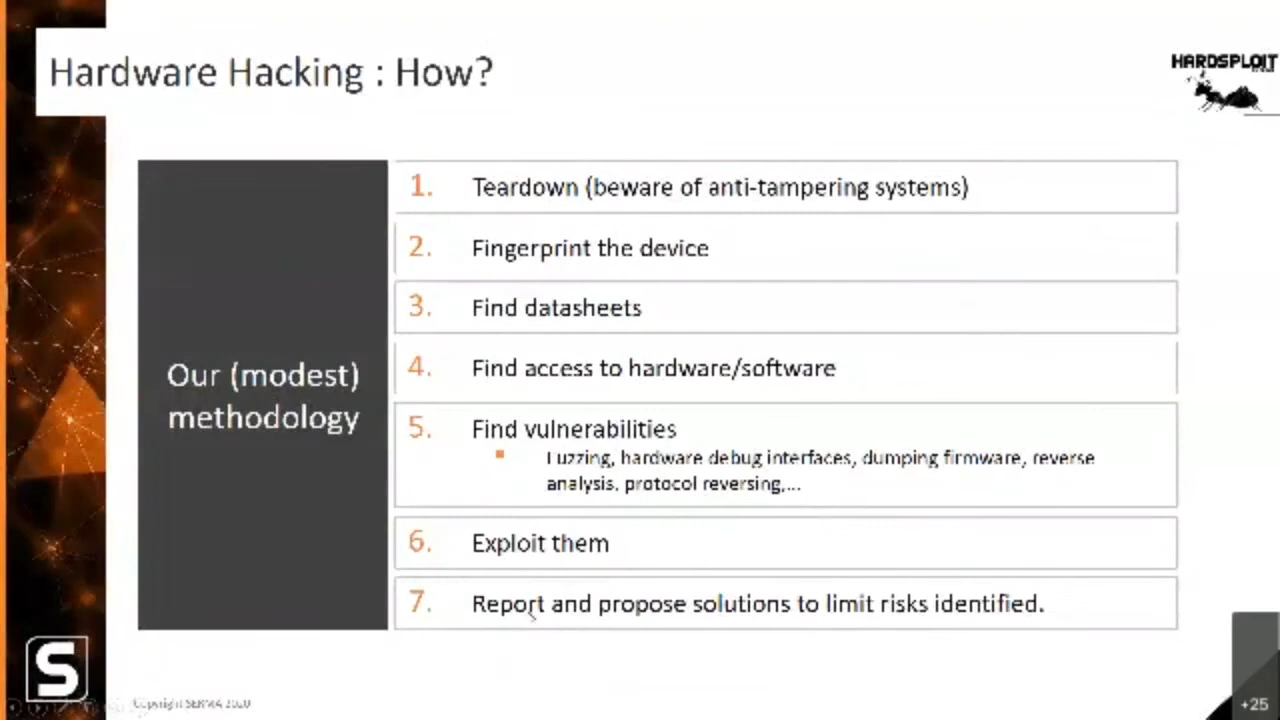 Hardware Hacking : How?
HARDSPLOIT
Our (modest)
methodology
1. Teardown (beware of anti-tampering systems)
2. Fingerprint the device
3. Find datasheets
4. Find access to hardware/software
5. Find vulnerabilities
Fuzzing, hardware debug interfaces, dumping firmware, reverse
analysis, protocol reversing,...
6. Exploit them
7. Report and propose solutions to limit risks identified.
S
Copyright SERMA 2020
+25